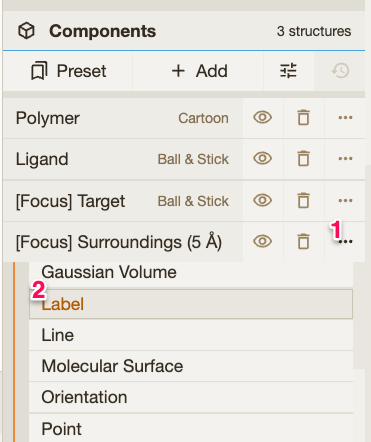 Components 3 structures
Preset + Add
Polymer Cartoon
Ligand Ball & Stick
[Focus] Target Ball & Stick
1
[Focus] Surroundings (5 Å)
Gaussian Volume
2
Label
Line
Molecular Surface
Orientation
Point